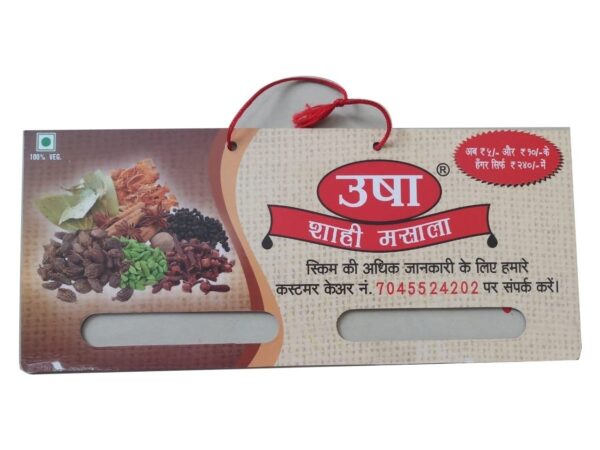 100% VEG.
अब ₹ ५/- और ₹ १०/-के
हैंगर सिर्फ ₹ २४०/-में
उषा ®
शाही मसाला
स्किम की अधिक जानकारी के लिए हमारे
कस्टमर केअर नं. 7045524202 पर संपर्क करें।